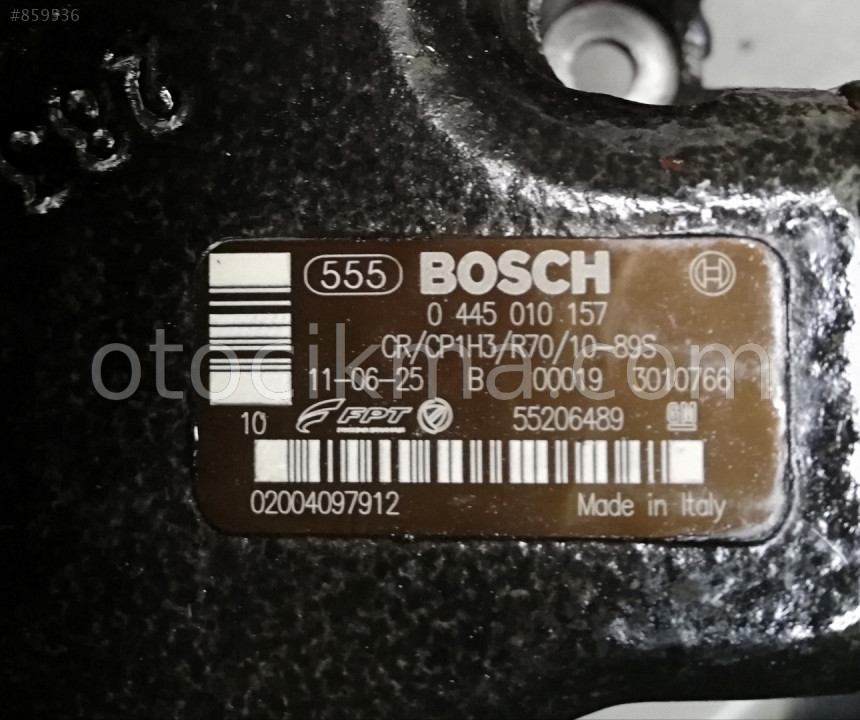 #859536
555 BOSCH
0 445 010 157
CR/CP1H3/R70/10-89S
11-06-25 B 00019 3010766
10 FPT 55206489 GM
02004097912 Made in Italy
otocikma.com